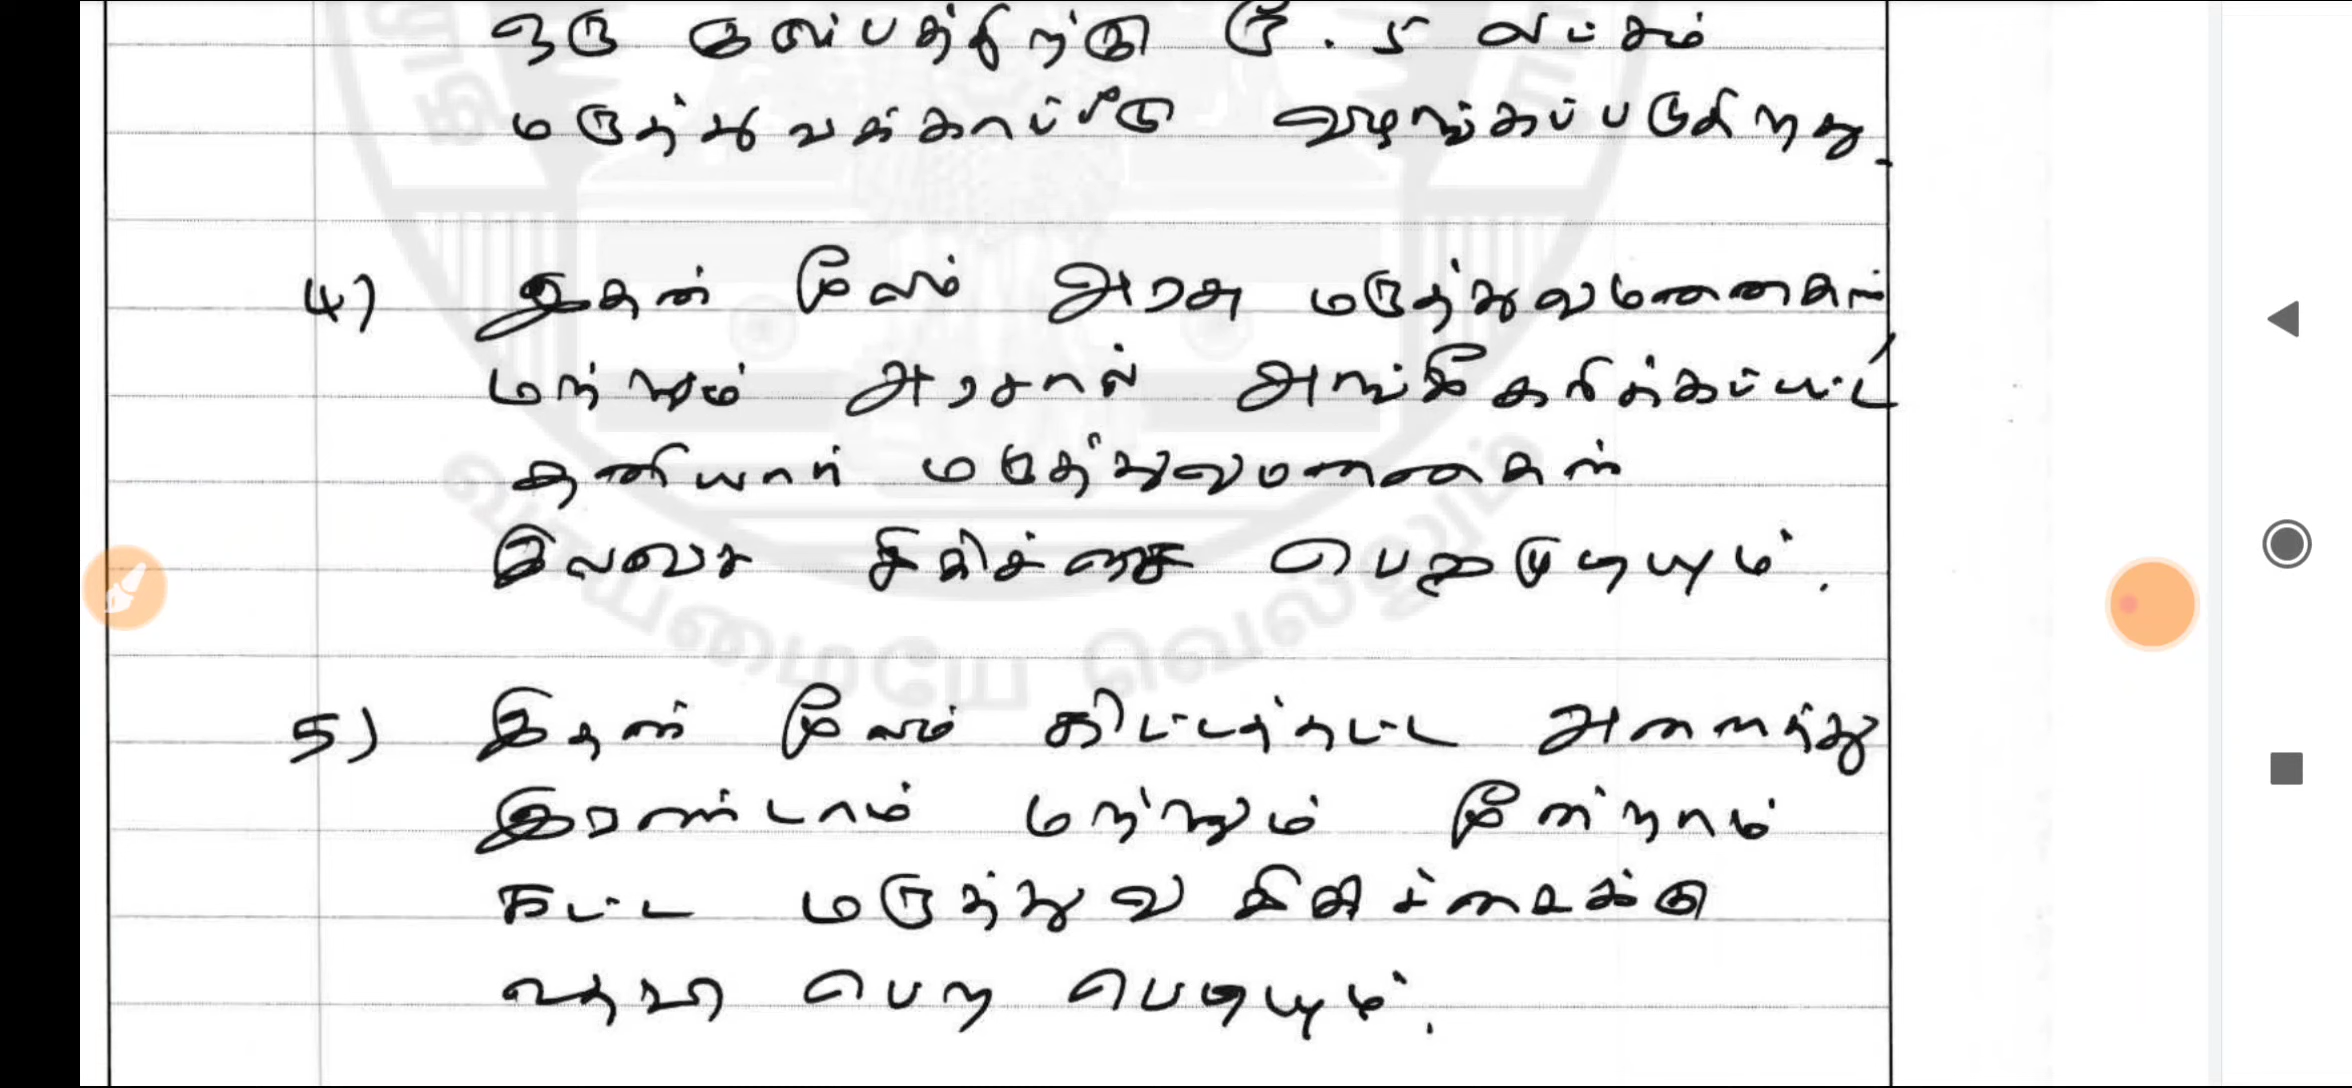 ஒரு குடும்பத்திற்கு ரூ. 5 லட்சம்
மருத்துவக்காப்பீடு வழங்கப்படுகிறது.
4) இதன் மூலம் அரசு மருத்துவமனைகள்
மற்றும் அரசால் அங்கீகரிக்கப்பட்ட
தனியார் மருத்துவமனைகள்
இலவச சிகிச்சை பெறமுடியும்.
5) இதன் மூலம் கிட்டத்தட்ட அனைத்து
இரண்டாம் மற்றும் மூன்றாம்
கட்ட மருத்துவ சிகிச்சைக்கு
உதவி பெற
வாய்மையே வெல்லும்